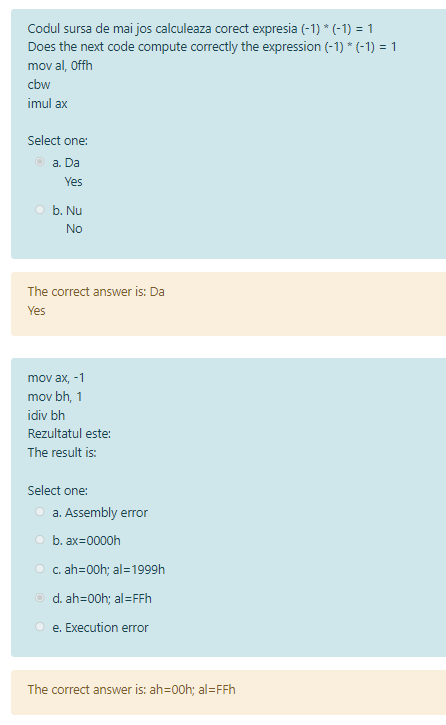 Codul sursa de mai jos calculeaza corect expresia (-1) * (-1) = 1
Does the next code compute correctly the expression (-1) * (-1) = 1
mov al, 0ffh
cbw
imul ax
Select one:
a. Da
Yes
b. Nu
No
The correct answer is: Da
Yes
mov ax, -1
mov bh, 1
idiv bh
Rezultatul este:
The result is:
Select one:
a. Assembly error
b. ax=0000h
c. ah=00h; al=1999h
d. ah=00h; al=FFh
e. Execution error
The correct answer is: ah=00h; al=FFh